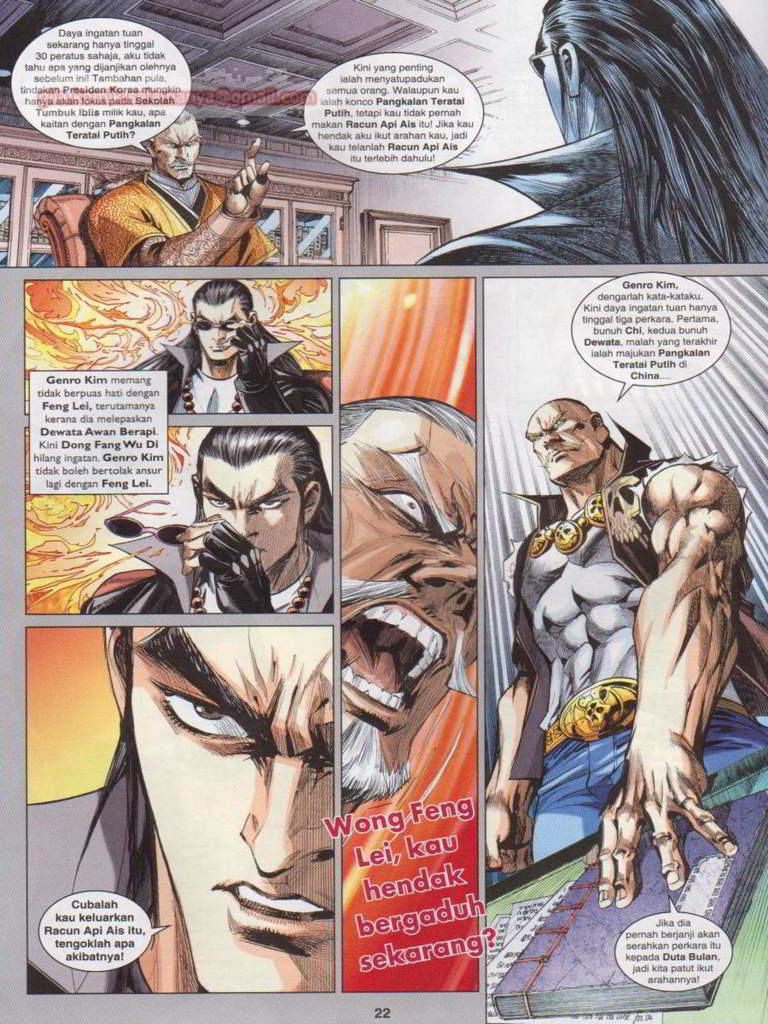 Daya ingatan tuan
sekarang hanya tinggal
30 peratus sahaja, aku tidak
tahu apa yang dijanjikan olehnya
sebelum ini! Tambahan pula,
tindakan Presiden Korea mungkin
hanya akan fokus pada Sekolah
Tumbuk Iblis milik kau, apa
kaitan dengan Pangkalan
Teratai Putih?
Kini yang penting
ialah menyatupadukan
semua orang. Walaupun kau
ialah konco Pangkalan Teratai
Putih, tetapi kau tidak pernah
makan Racun Api Ais itu! Jika kau
hendak aku ikut arahan kau, jadi
kau telanlah Racun Api Ais
itu terlebih dahulu!
Genro Kim memang
tidak berpuas hati dengan
Feng Lei, terutamanya
kerana dia melepaskan
Dewata Awan Berapi.
Kini Dong Fang Wu Di
hilang ingatan. Genro Kim
tidak boleh bertolak ansur
lagi dengan Feng Lei.
Cubalah
kau keluarkan
Racun Api Ais ini,
tengoklah apa
akibatnya!
Wong Feng
Lei, kau
hendak
bergaduh
sekarang?
Genro Kim,
dengarlah kata-kataku.
Kini daya ingatan tuan hanya
tinggal tiga perkara. Pertama,
bunuh Chi, kedua bunuh
Dewata, malah yang terakhir
ialah majukan Pangkalan
Teratai Putih di
China....
Jika dia
pernah berjanji akan
serahkan perkara itu
kepada Duta Bulan,
jadi kita patut ikut
arahannya!
22